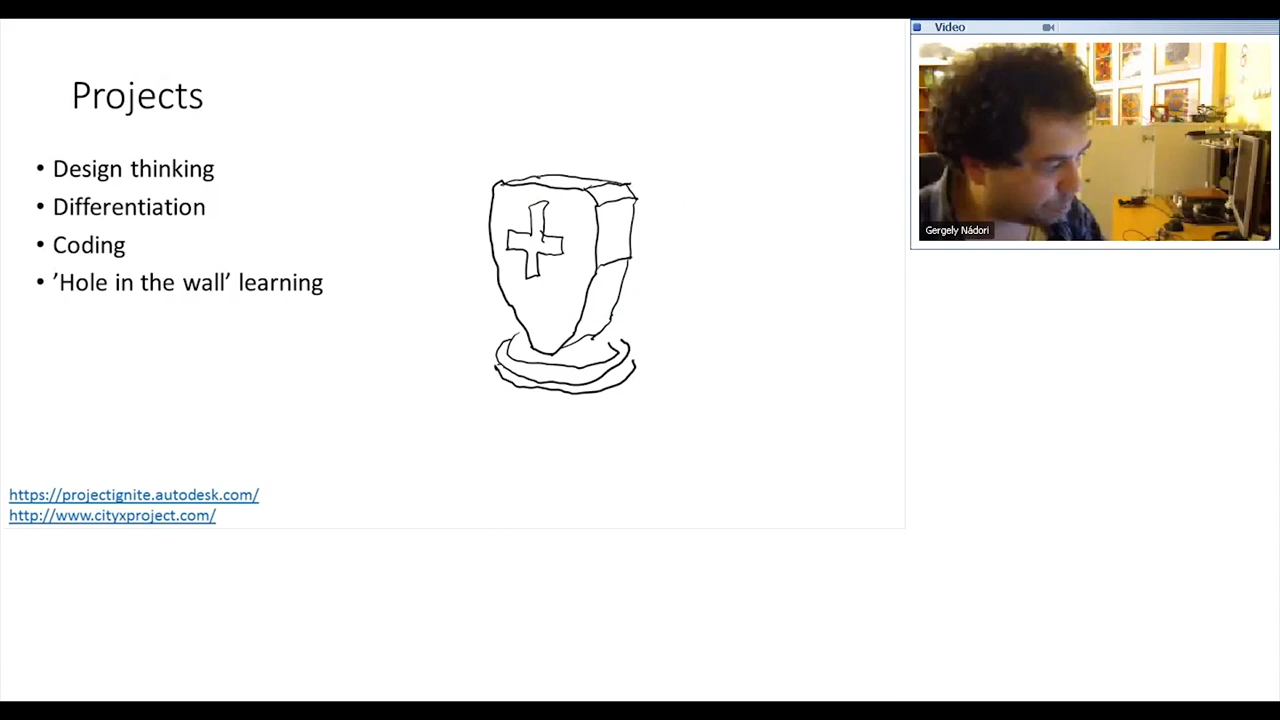 Projects
• Design thinking
• Differentiation
• Coding
• ’Hole in the wall’ learning
https://projectignite.autodesk.com/
http://www.cityxproject.com/
Video
Gergely Nádori